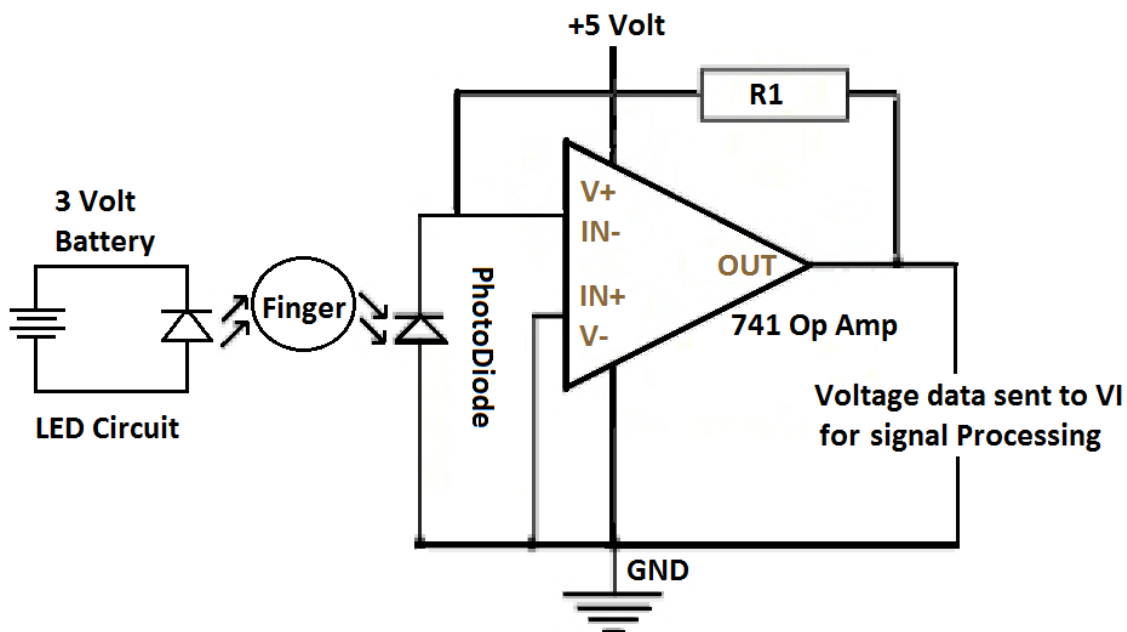 +5 Volt
R1
3 Volt
Battery
V+
IN-
Finger
PhotoDiode
OUT
IN+
V-
741 Op Amp
LED Circuit
Voltage data sent to VI
for signal Processing
GND